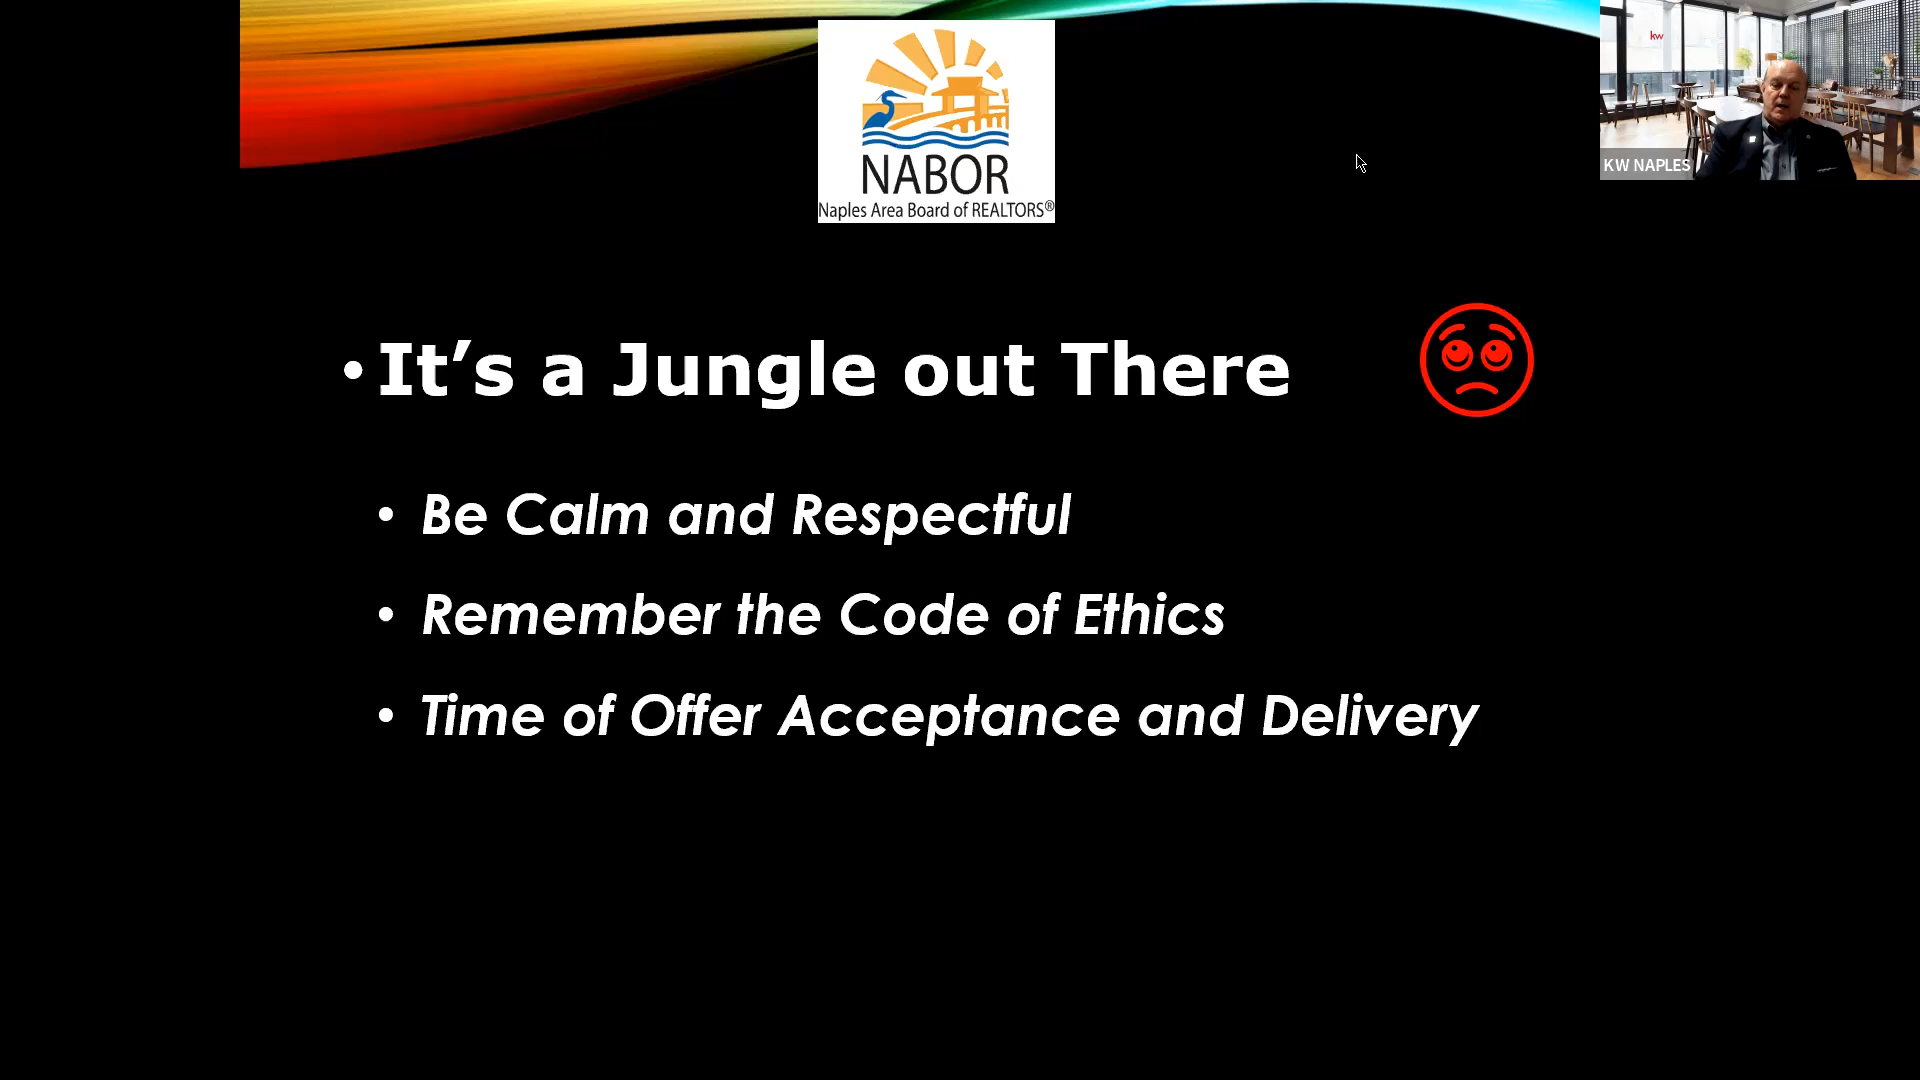 NABOR
Naples Area Board of REALTORS®
kw
KW NAPLES
• It’s a Jungle out There
• Be Calm and Respectful
• Remember the Code of Ethics
• Time of Offer Acceptance and Delivery